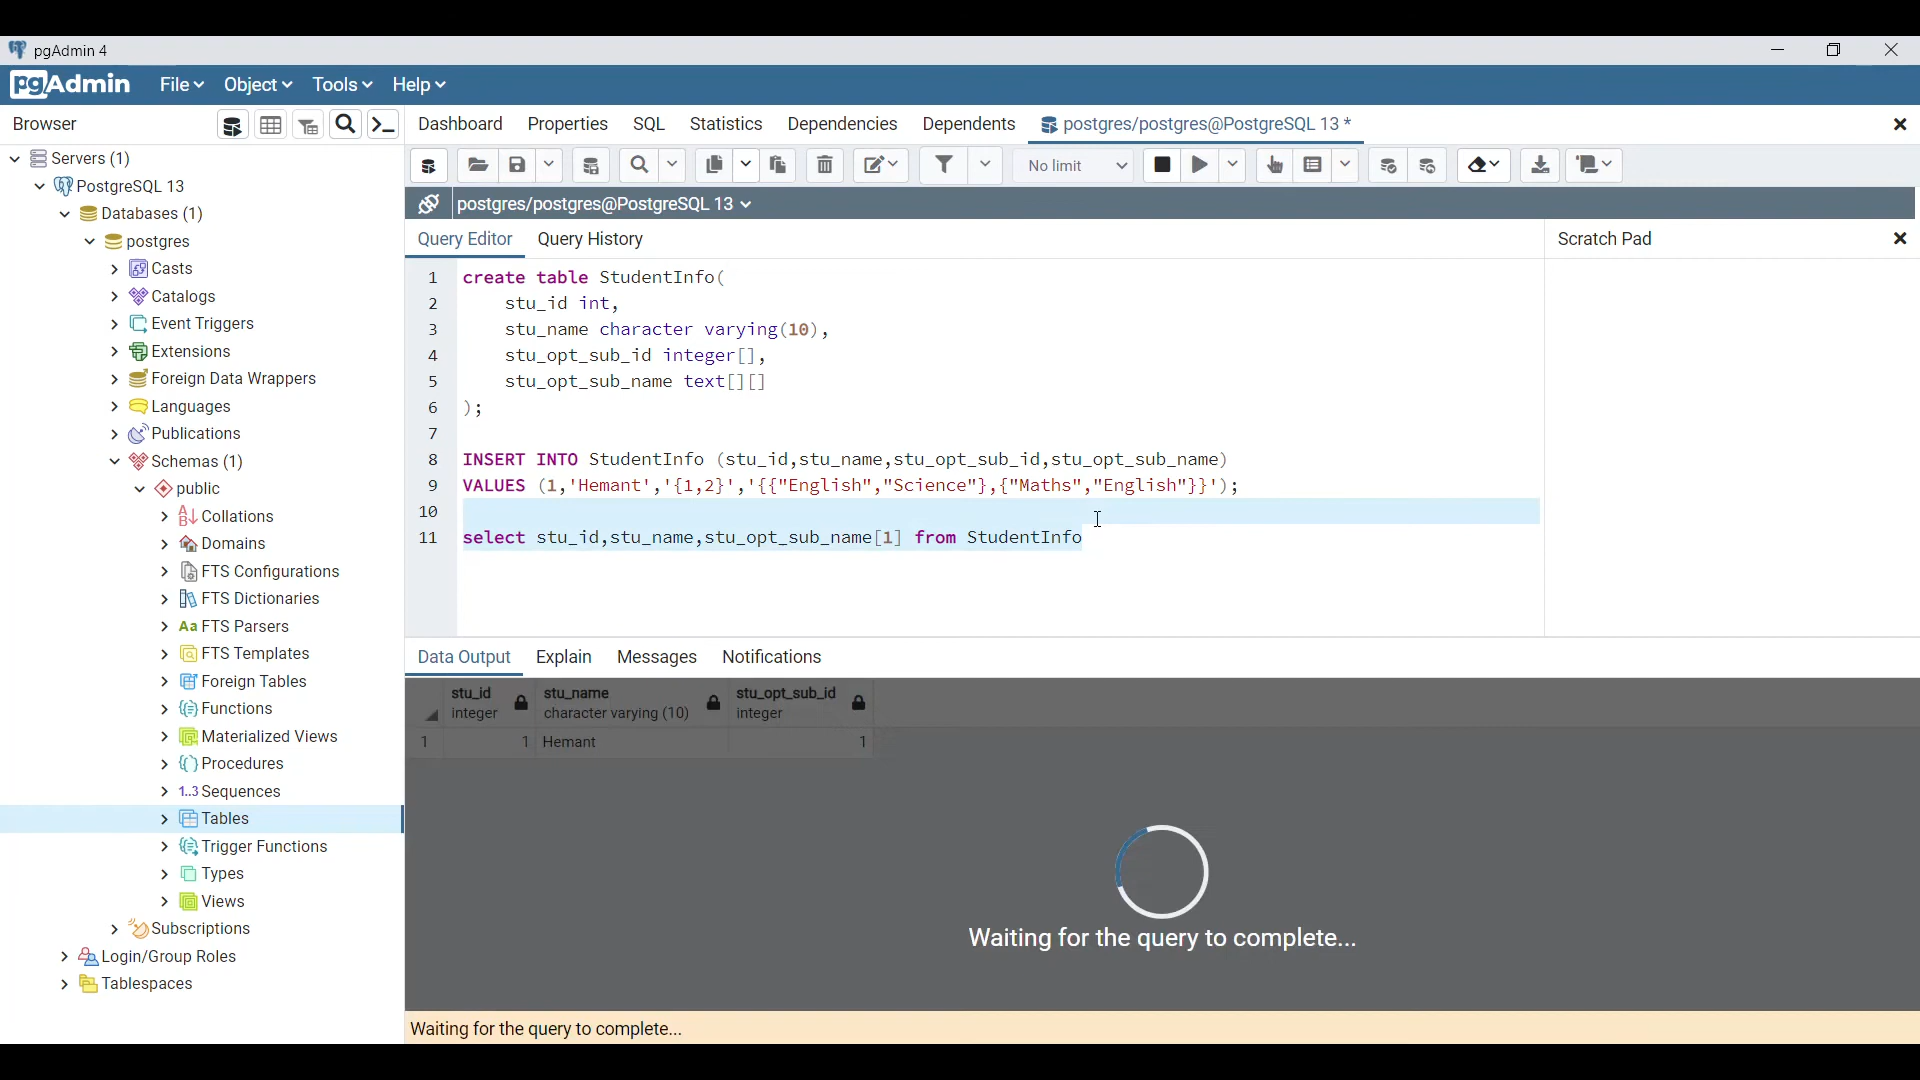 pgAdmin 4
pgAdmin File Object Tools Help
Browser
Dashboard Properties SQL Statistics Dependencies Dependents postgres/postgres@PostgreSQL 13 *
No limit
postgres/postgres@PostgreSQL 13
Query Editor Query History
Scratch Pad
Servers (1)
PostgreSQL 13
Databases (1)
postgres
Casts
Catalogs
Event Triggers
Extensions
Foreign Data Wrappers
Languages
Publications
Schemas (1)
public
Collations
Domains
FTS Configurations
FTS Dictionaries
Aa FTS Parsers
FTS Templates
Foreign Tables
Functions
Materialized Views
Procedures
1..3 Sequences
Tables
Trigger Functions
Types
Views
Subscriptions
Login/Group Roles
Tablespaces
1 create table StudentInfo(
2 stu_id int,
3 stu_name character varying(10),
4 stu_opt_sub_id integer[],
5 stu_opt_sub_name text[][]
6 );
7
8 INSERT INTO StudentInfo (stu_id,stu_name,stu_opt_sub_id,stu_opt_sub_name)
9 VALUES (1,'Hemant','{1,2}','{{"English","Science"},{"Maths","English"}}');
10
11 select stu_id,stu_name,stu_opt_sub_name[1] from StudentInfo
Data Output Explain Messages Notifications
stu_id stu_name stu_opt_sub_id
integer character varying (10) integer
1 1 Hemant 1
Waiting for the query to complete...
Waiting for the query to complete...